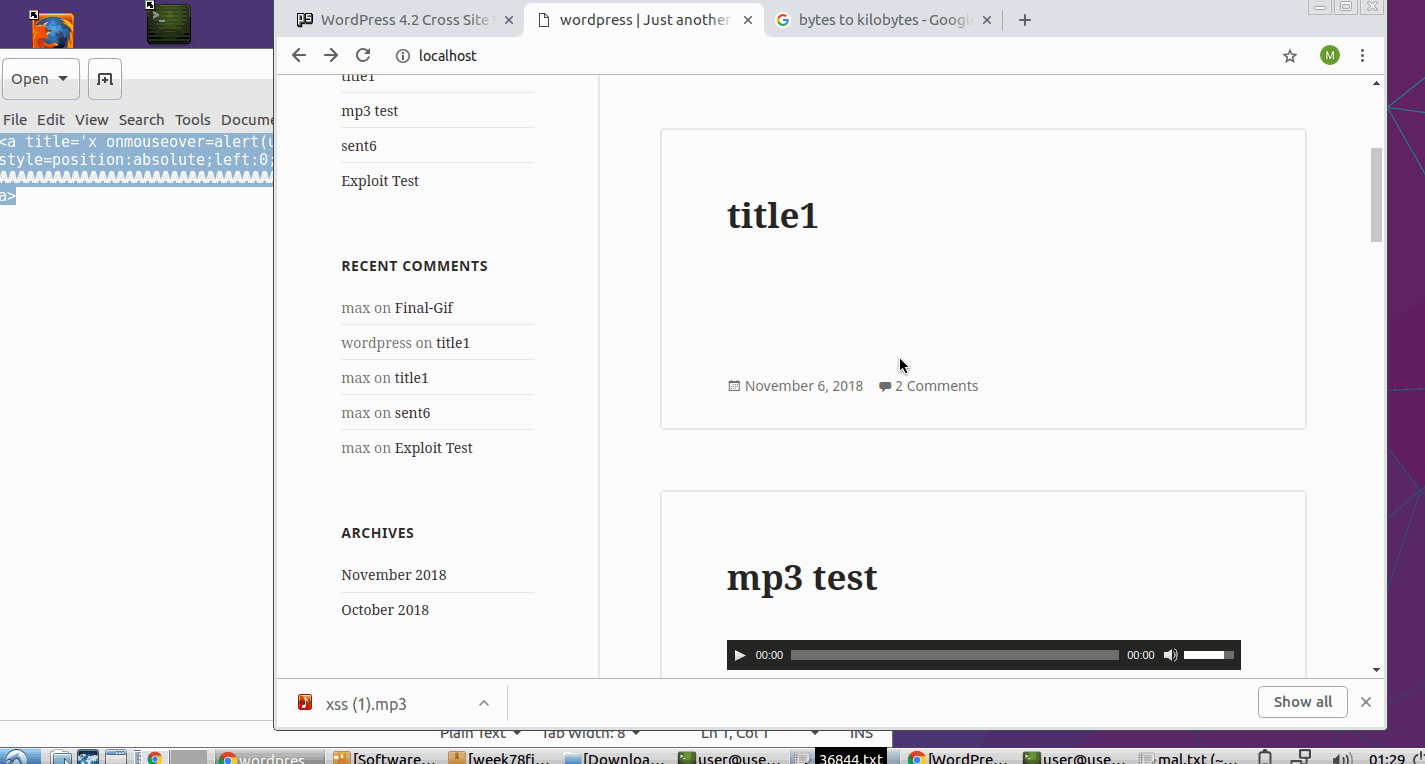 WordPress 4.2 Cross Site S
wordpress | Just another
bytes to kilobytes - Googl
localhost
M
Open
File Edit View Search Tools Docume
<a title='x onmouseover=alert(u
style=position:absolute;left:0;
a>
title1
mp3 test
sent6
Exploit Test
RECENT COMMENTS
max on Final-Gif
wordpress on title1
max on title1
max on sent6
max on Exploit Test
ARCHIVES
November 2018
October 2018
title1
November 6, 2018 2 Comments
mp3 test
00:00 00:00
xss (1).mp3
Show all
Plain Text Tab Width: 8 Ln 1, Col 1 INS
wordpres... [Software... [week78fi... [Downloa... user@use... 36844.txt [WordPre... user@use... mal.txt (~... 01:29